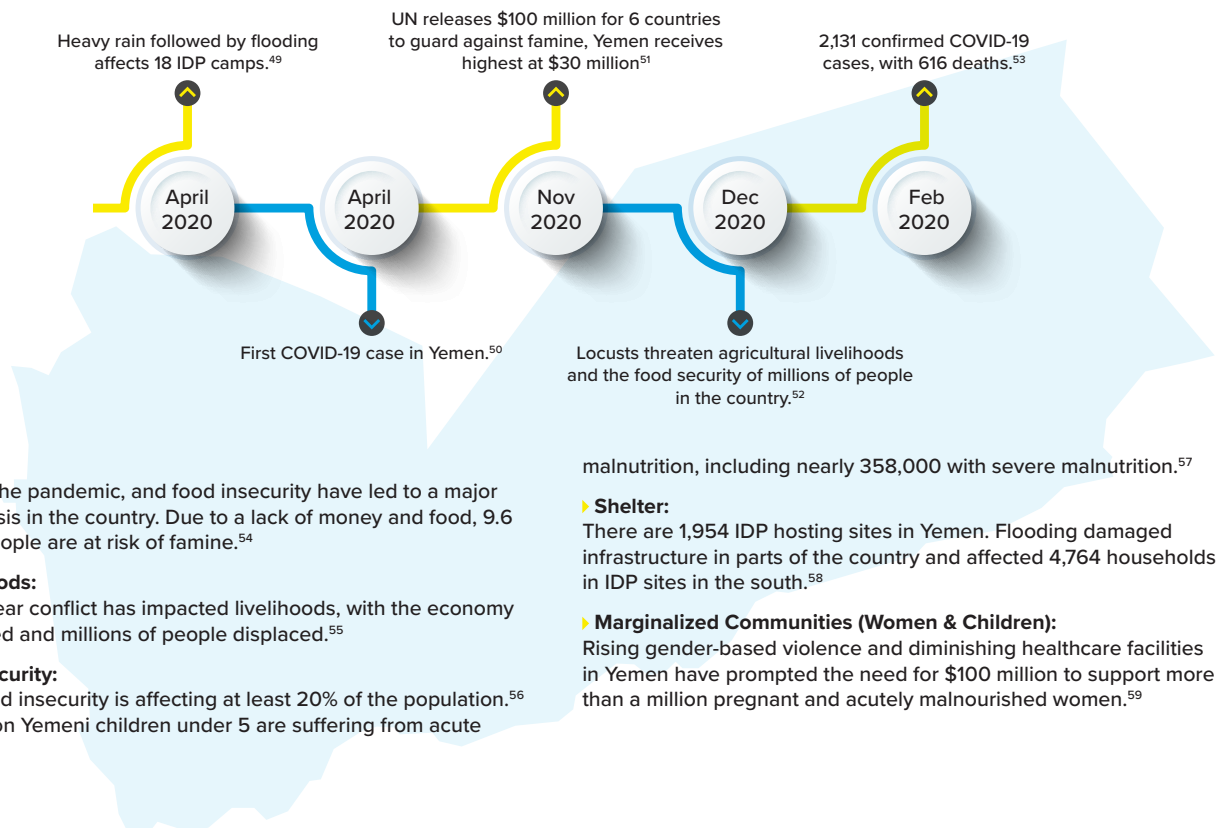 Heavy rain followed by flooding
affects 18 IDP camps.49
UN releases $100 million for 6 countries
to guard against famine, Yemen receives
highest at $30 million51
2,131 confirmed COVID-19
cases, with 616 deaths.53
April
2020
April
2020
Nov
2020
Dec
2020
Feb
2020
First COVID-19 case in Yemen.50
Locusts threaten agricultural livelihoods
and the food security of millions of people
in the country.52
he pandemic, and food insecurity have led to a major
sis in the country. Due to a lack of money and food, 9.6
ople are at risk of famine.54
ods:
ear conflict has impacted livelihoods, with the economy
ed and millions of people displaced.55
curity:
d insecurity is affecting at least 20% of the population.56
on Yemeni children under 5 are suffering from acute
malnutrition, including nearly 358,000 with severe malnutrition.57
Shelter:
There are 1,954 IDP hosting sites in Yemen. Flooding damaged
infrastructure in parts of the country and affected 4,764 households
in IDP sites in the south.58
Marginalized Communities (Women & Children):
Rising gender-based violence and diminishing healthcare facilities
in Yemen have prompted the need for $100 million to support more
than a million pregnant and acutely malnourished women.59